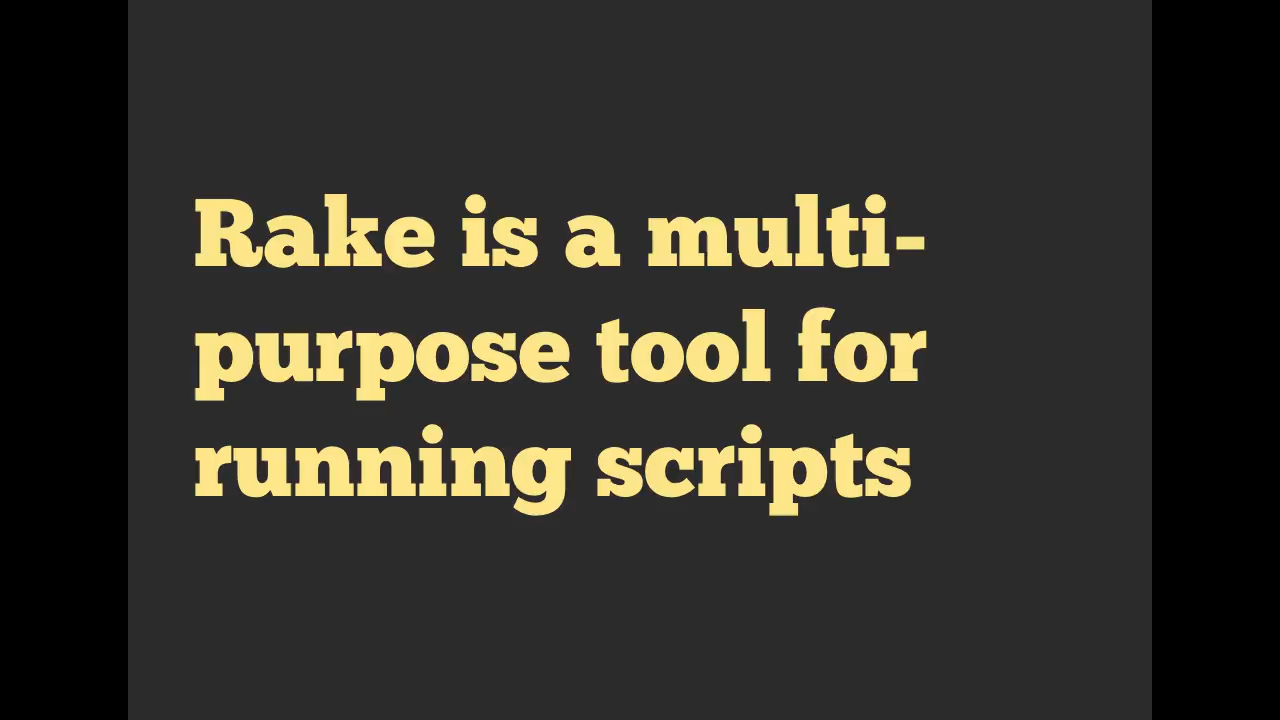 Rake is a multi-
purpose tool for
running scripts